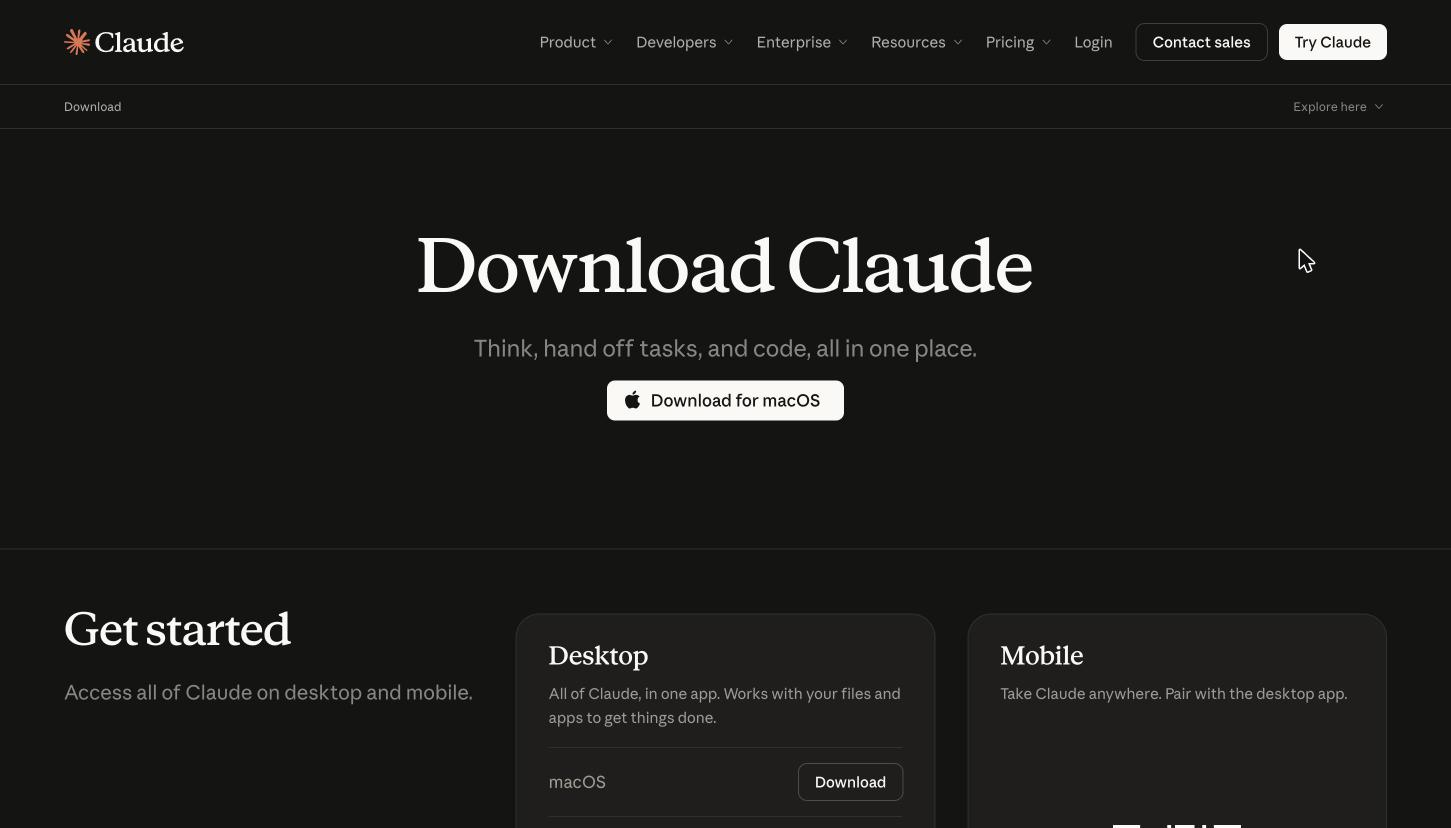 Claude
Product
Developers
Enterprise
Resources
Pricing
Login
Contact sales
Try Claude
Download
Explore here
Download Claude
Think, hand off tasks, and code, all in one place.
Download for macOS
Get started
Access all of Claude on desktop and mobile.
Desktop
All of Claude, in one app. Works with your files and
apps to get things done.
macOS
Download
Mobile
Take Claude anywhere. Pair with the desktop app.